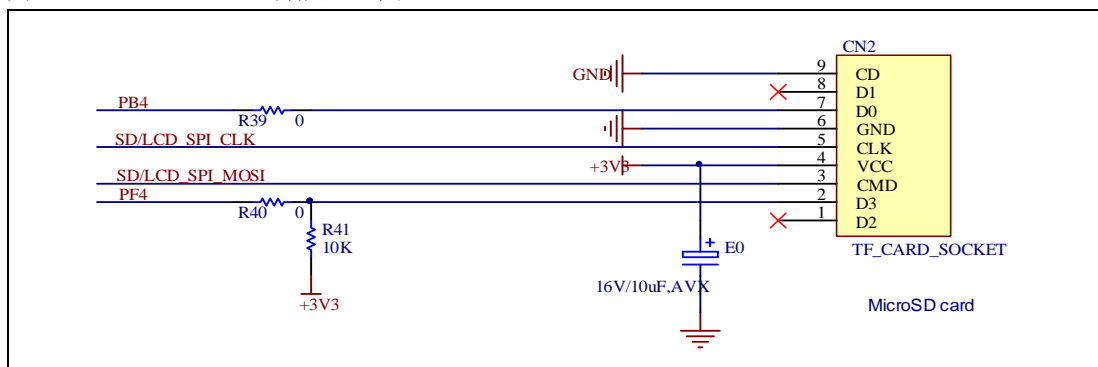 CN2
GND
9 CD
8 D1
PB4
7 D0
R39 0
6 GND
SD/LCD_SPI_CLK
5 CLK
+3V3
4 VCC
SD/LCD_SPI_MOSI
3 CMD
PF4
2 D3
R40 0
1 D2
R41
10K
E0
TF_CARD_SOCKET
16V/10uF,AVX
+3V3
MicroSD card